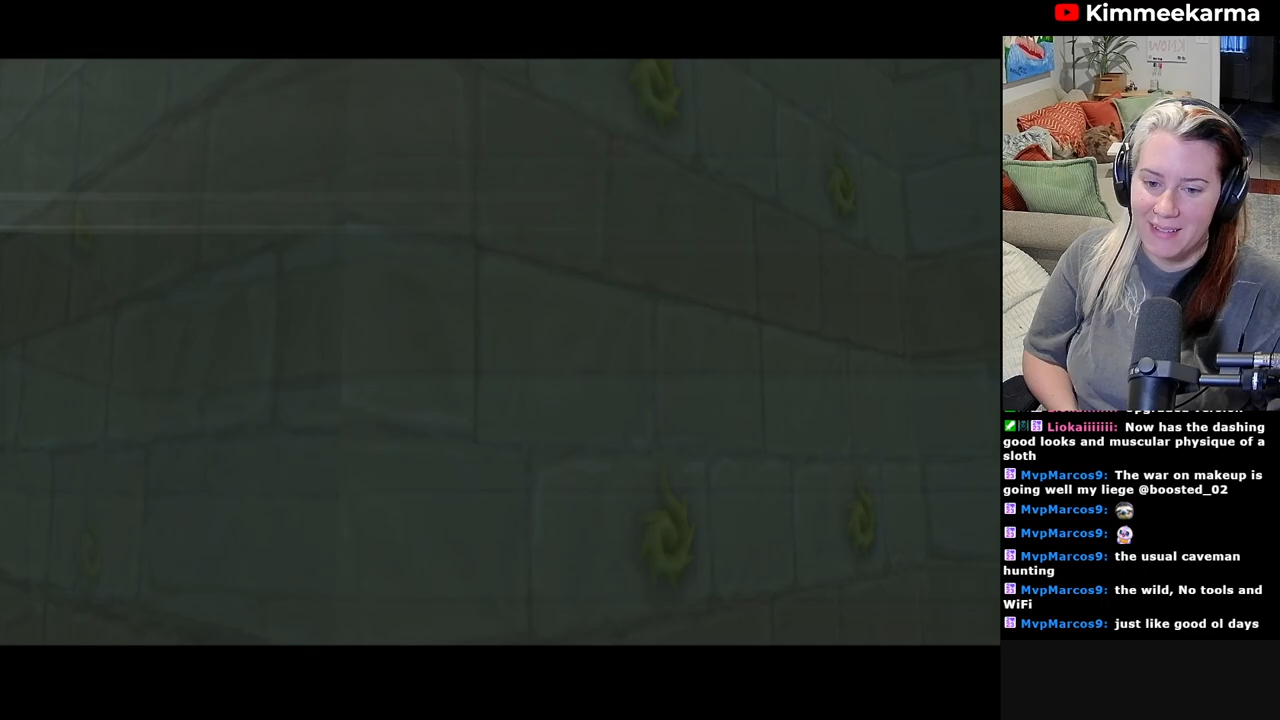 Kimmeekarma
Liokaiiiiiii: Now has the dashing
good looks and muscular physique of a
sloth
MvpMarcos9: The war on makeup is
going well my liege @boosted_02
MvpMarcos9:
MvpMarcos9:
MvpMarcos9: the usual caveman
hunting
MvpMarcos9: the wild, No tools and
WiFi
MvpMarcos9: just like good ol days